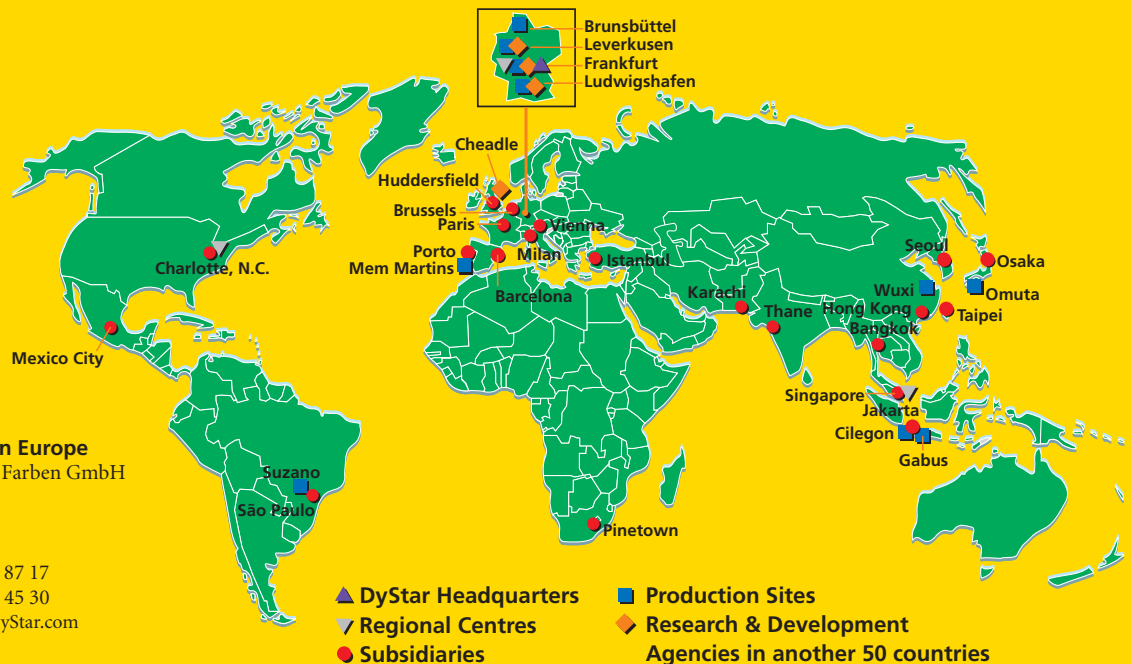 Brunsbüttel
Leverkusen
Frankfurt
Ludwigshafen
Cheadle
Huddersfield
Brussels
Paris
Vienna
Porto
Milan
Istanbul
Mem Martins
Barcelona
Charlotte, N.C.
Mexico City
Seoul
Osaka
Karachi
Wuxi
Omuta
Thane
Hong Kong
Taipei
Bangkok
Singapore
Jakarta
Cilegon
Gabus
n Europe
Farben GmbH
Suzano
São Paulo
Pinetown
87 17
45 30
yStar.com
DyStar Headquarters
Regional Centres
Subsidiaries
Production Sites
Research & Development
Agencies in another 50 countries